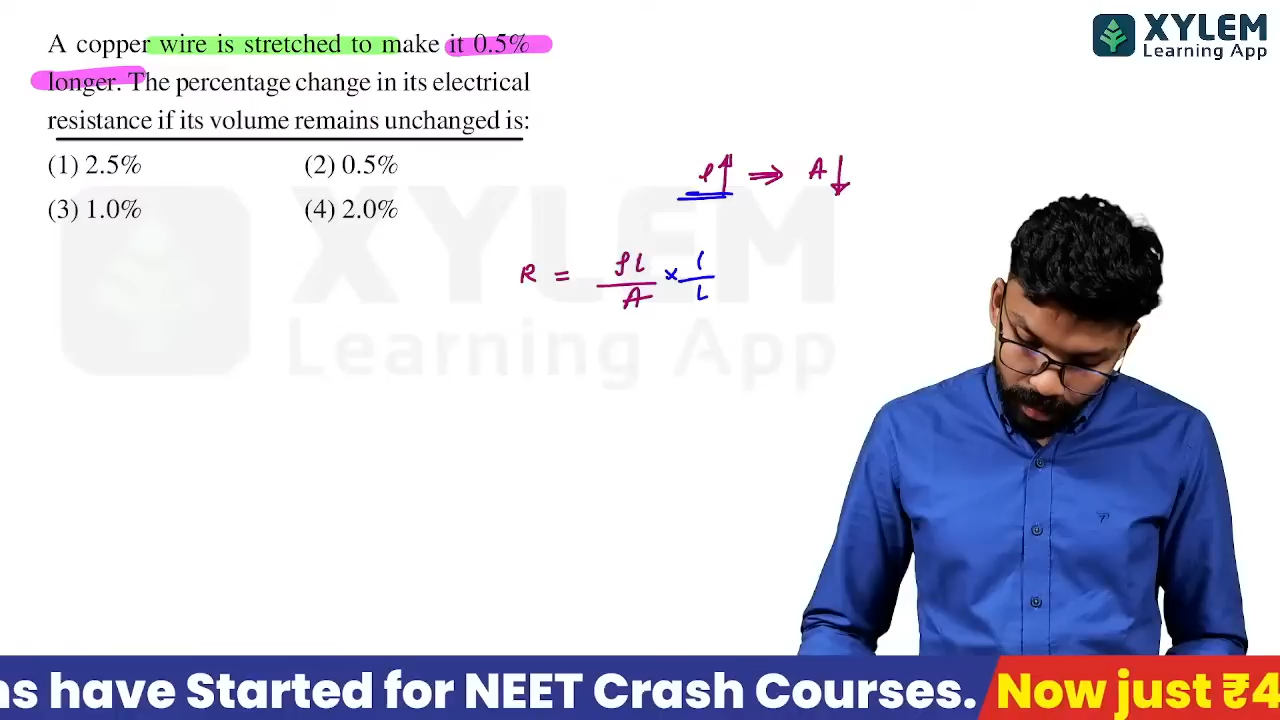 A copper wire is stretched to make it 0.5%
longer. The percentage change in its electrical
resistance if its volume remains unchanged is:
(1) 2.5% (2) 0.5%
(3) 1.0% (4) 2.0%
XYLEM
Learning App
l↑ ⇒ A↓
R = ρL/A × l/L
XYLEM
Learning App
ns have Started for NEET Crash Courses. Now just ₹4